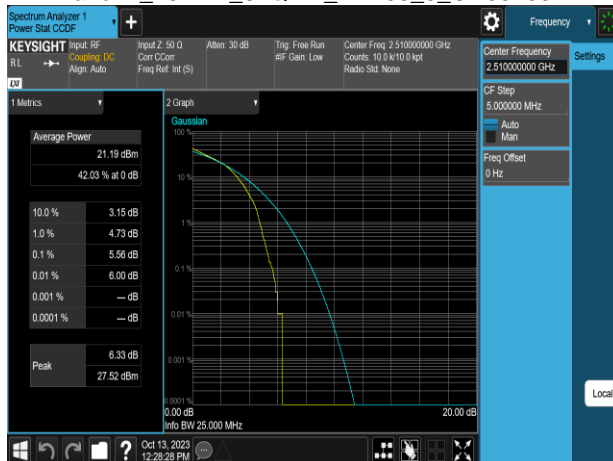 Spectrum Analyzer 1
Power Stat CCDF
Frequency
KEYSIGHT
Input: RF
Coupling: DC
Align: Auto
Input Z: 50 Ω
Corr CCorr
Freq Ref: Int (S)
Atten: 30 dB
Trig: Free Run
#IF Gain: Low
Center Freq: 2.510000000 GHz
Counts: 10.0 k/10.0 kpt
Radio Std: None
RL
LXI
Center Frequency
2.510000000 GHz
Settings
CF Step
5.000000 MHz
Auto
Man
Freq Offset
0 Hz
1 Metrics
Average Power
21.19 dBm
42.03 % at 0 dB
10.0 % 3.15 dB
1.0 % 4.73 dB
0.1 % 5.56 dB
0.01 % 6.00 dB
0.001 % --- dB
0.0001 % --- dB
Peak
6.33 dB
27.52 dBm
2 Graph
Gaussian
100 %
10 %
1 %
0.1 %
0.01 %
0.001 %
0.0001 %
0.00 dB
20.00 dB
Info BW 25.000 MHz
Local
?
Oct 13, 2023
12:28:28 PM